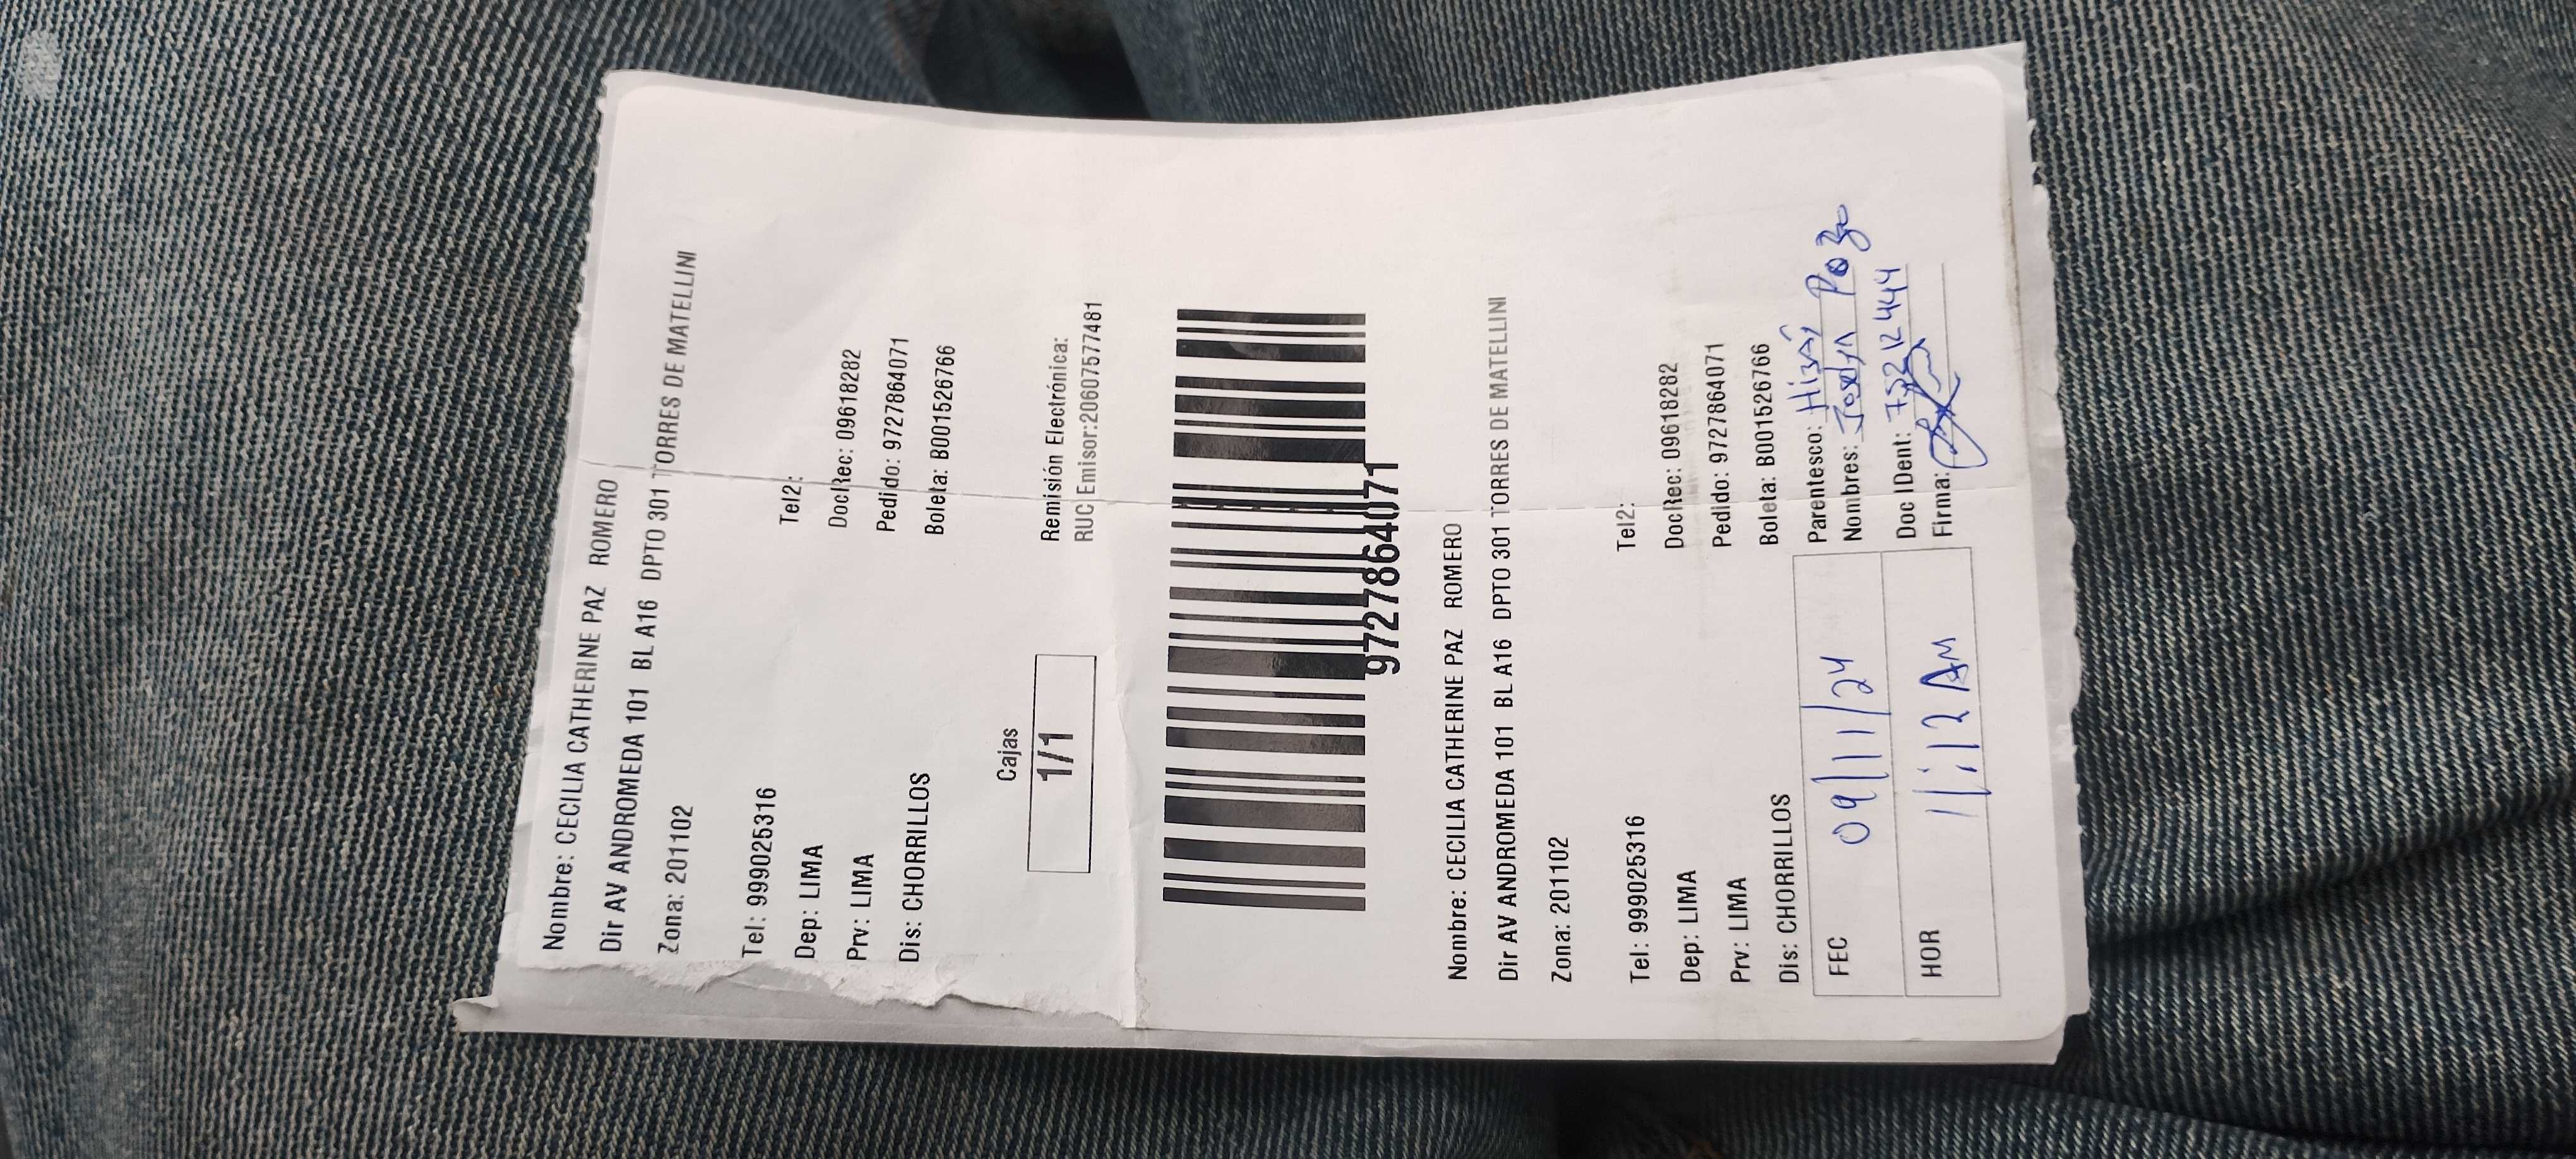 Nombre: CECILIA CATHERINE PAZ ROMERO
Dir AV ANDROMEDA 101 BL A16 DPTO 301 TORRES DE MATELLINI
Zona: 201102
Tel: 999025316 Tel2:
Dep: LIMA DocRec: 09618282
Prv: LIMA Pedido: 9727864071
Dis: CHORRILLOS Boleta: B001526766
Cajas Remisión Electrónica:
1/1 RUC Emisor:20607577481
9727864071
Nombre: CECILIA CATHERINE PAZ ROMERO
Dir AV ANDROMEDA 101 BL A16 DPTO 301 TORRES DE MATELLINI
Zona: 201102
Tel: 999025316 Tel2:
Dep: LIMA DocRec: 09618282
Prv: LIMA Pedido: 9727864071
Dis: CHORRILLOS Boleta: B001526766
FEC 09/11/24 Parentesco:
Nombres: Pozo
HOR 11:12 AM Doc IDent: 75212444
Firma: